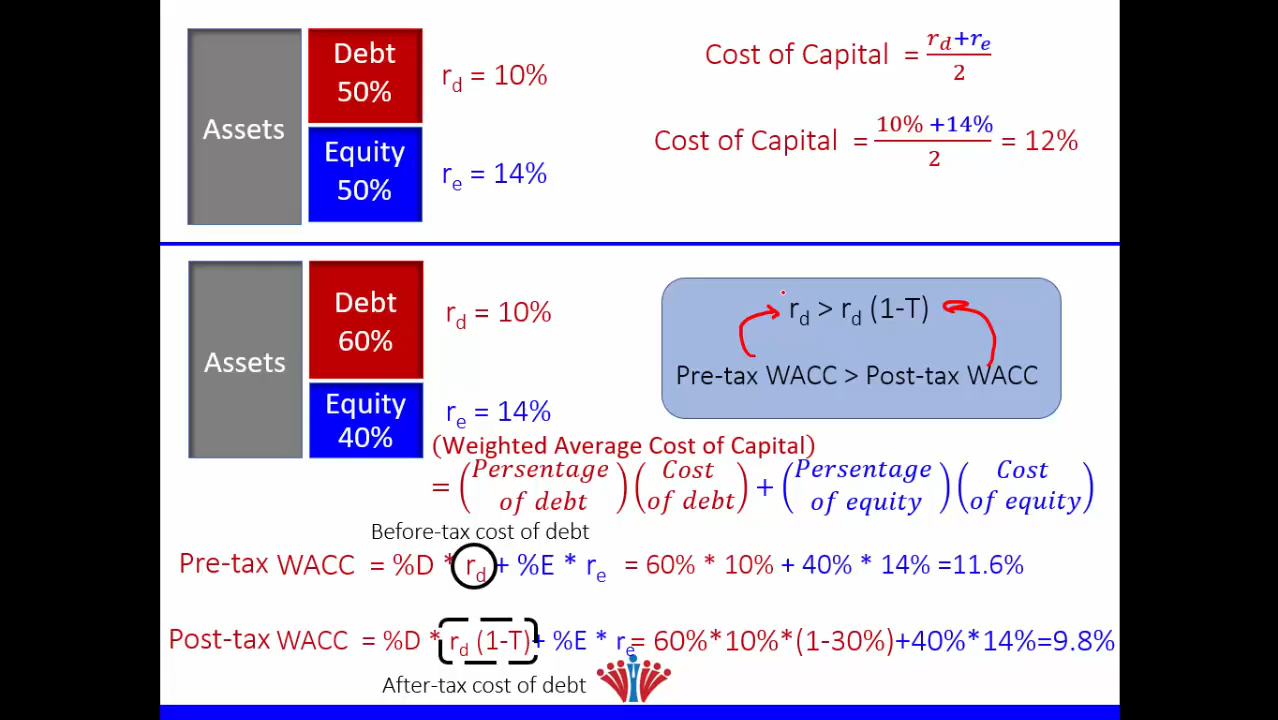 Assets
Debt
50%
Equity
50%
r_d = 10%
r_e = 14%
Cost of Capital = \frac{r_d+r_e}{2}
Cost of Capital = \frac{10% +14%}{2} = 12%
Assets
Debt
60%
Equity
40%
r_d = 10%
r_e = 14%
r_d > r_d (1-T)
Pre-tax WACC > Post-tax WACC
(Weighted Average Cost of Capital)
= (Persentage of debt)(Cost of debt) + (Persentage of equity)(Cost of equity)
Before-tax cost of debt
Pre-tax WACC = %D * r_d + %E * r_e = 60% * 10% + 40% * 14% =11.6%
Post-tax WACC = %D * r_d (1-T)+ %E * r_e= 60%*10%*(1-30%)+40%*14%=9.8%
After-tax cost of debt